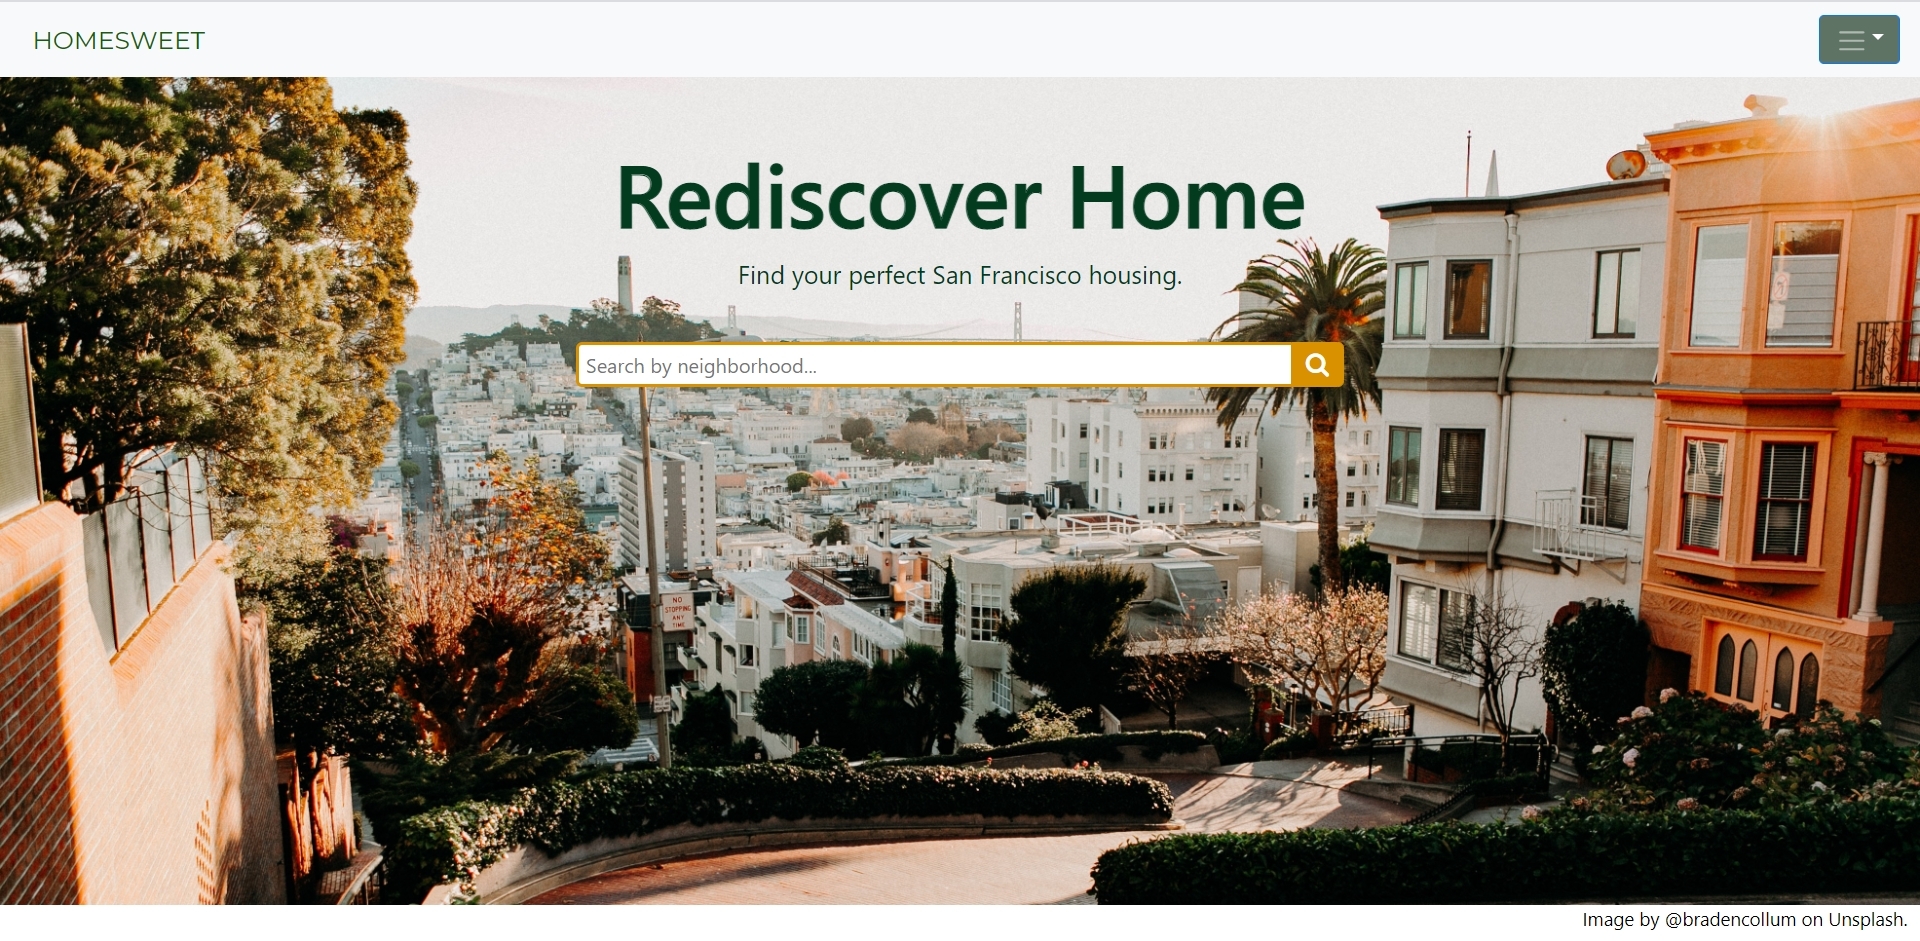 HOMESWEET
Rediscover Home
Find your perfect San Francisco housing.
Search by neighborhood...
NO
STOPPING
ANY
TIME
Image by @bradencollum on Unsplash.